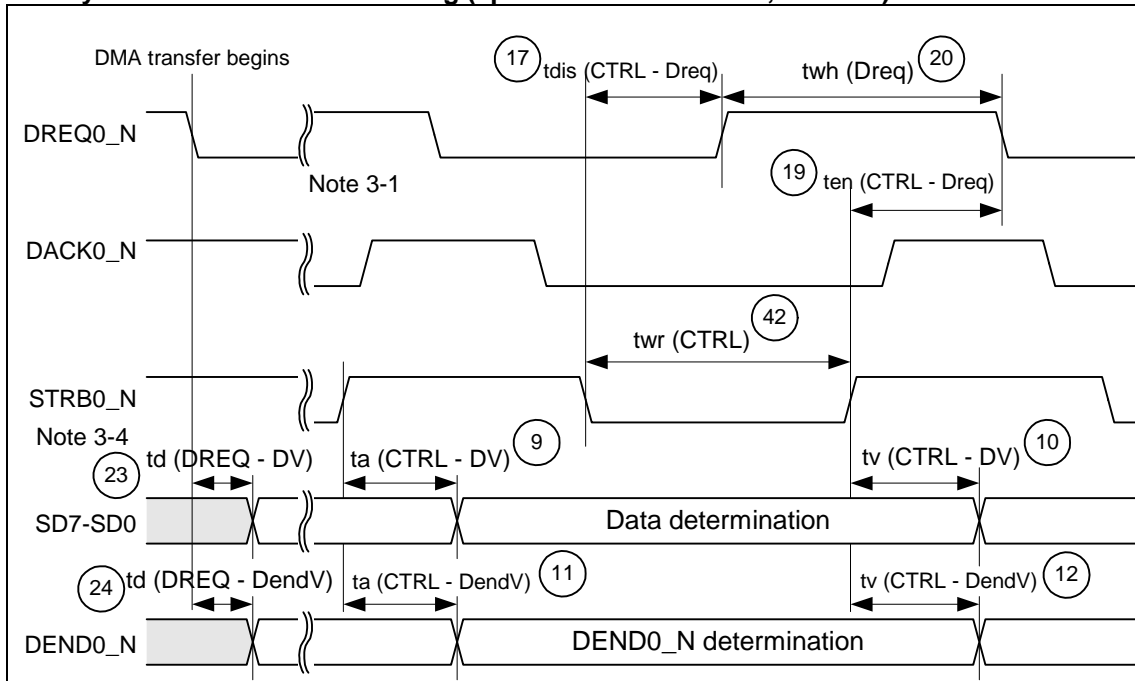 DMA transfer begins
17 tdis (CTRL - Dreq)
twh (Dreq) 20
DREQ0_N
Note 3-1
19 ten (CTRL - Dreq)
DACK0_N
42
twr (CTRL)
STRB0_N
Note 3-4
23 td (DREQ - DV)
ta (CTRL - DV) 9
tv (CTRL - DV) 10
SD7-SD0
Data determination
24 td (DREQ - DendV)
ta (CTRL - DendV) 11
tv (CTRL - DendV) 12
DEND0_N
DEND0_N determination